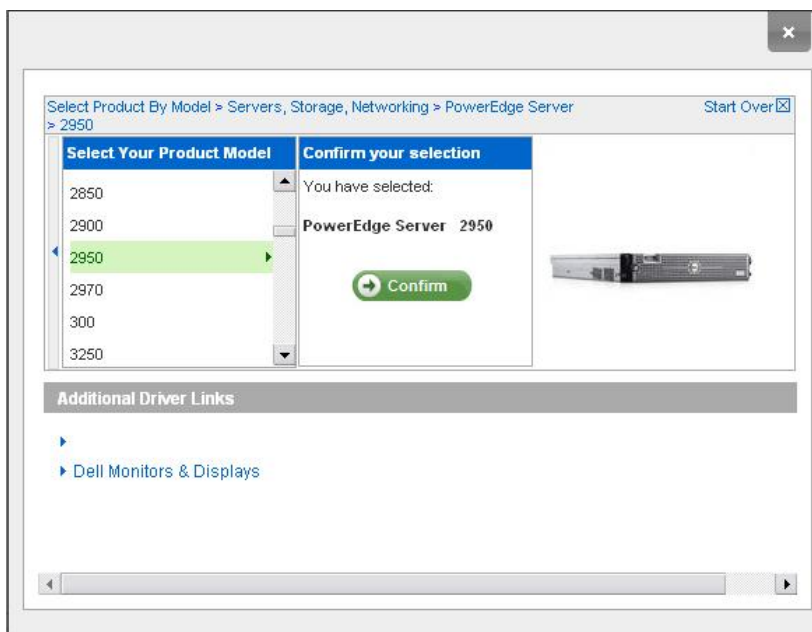 Select Product By Model > Servers, Storage, Networking > PowerEdge Server
> 2950
Start Over
Select Your Product Model
2850
2900
2950
2970
300
3250
Confirm your selection
You have selected:
PowerEdge Server 2950
Confirm
Additional Driver Links
Dell Monitors & Displays